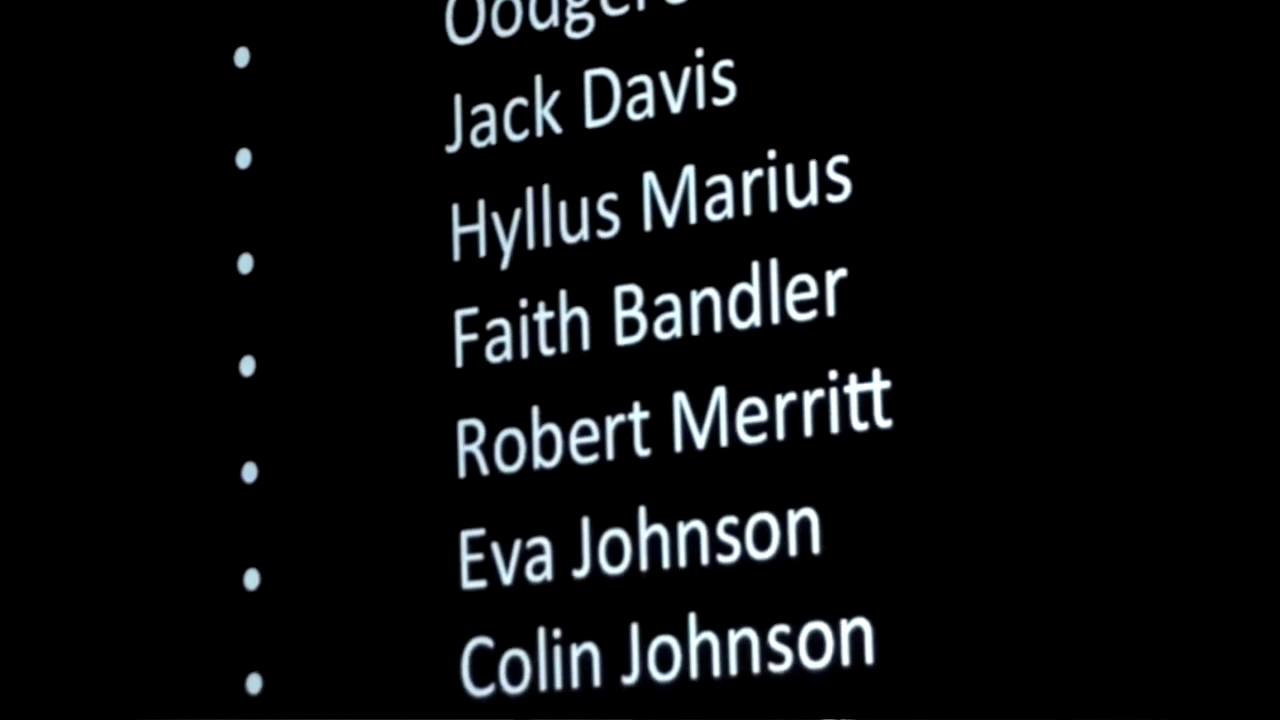 • Jack Davis
• Hyllus Marius
• Faith Bandler
• Robert Merritt
• Eva Johnson
• Colin Johnson